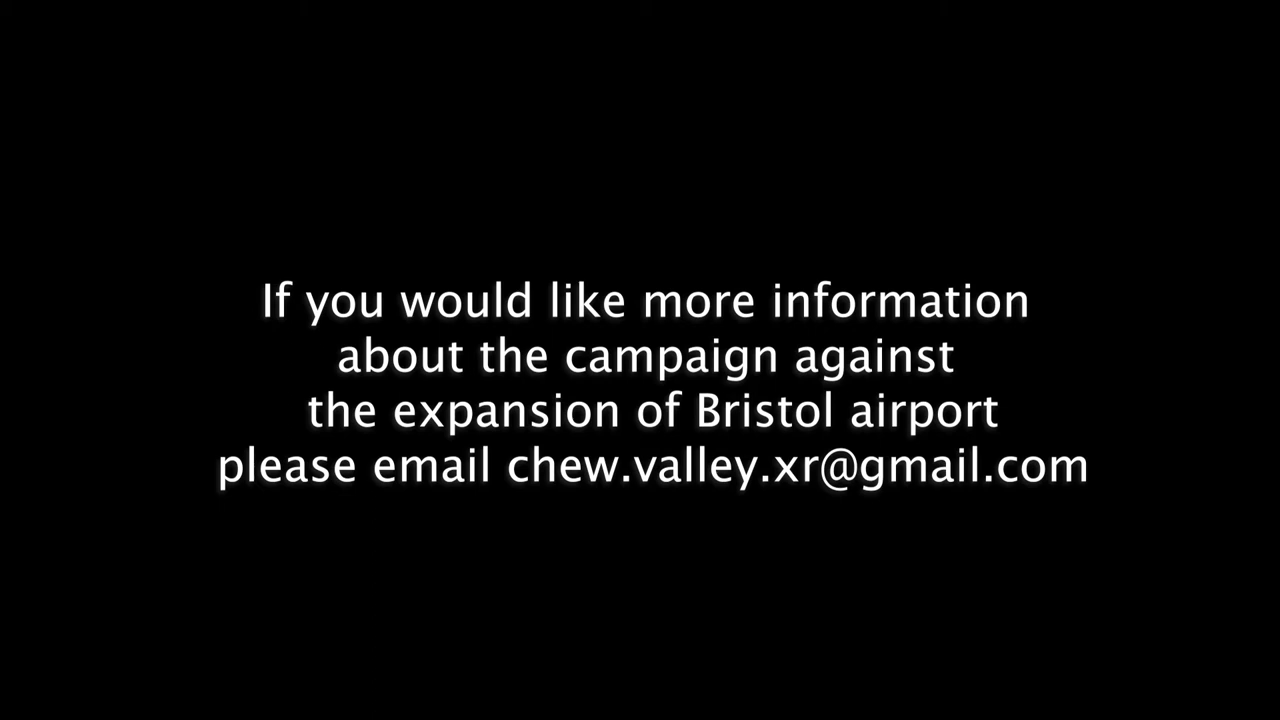 If you would like more information
about the campaign against
the expansion of Bristol airport
please email chew.valley.xr@gmail.com